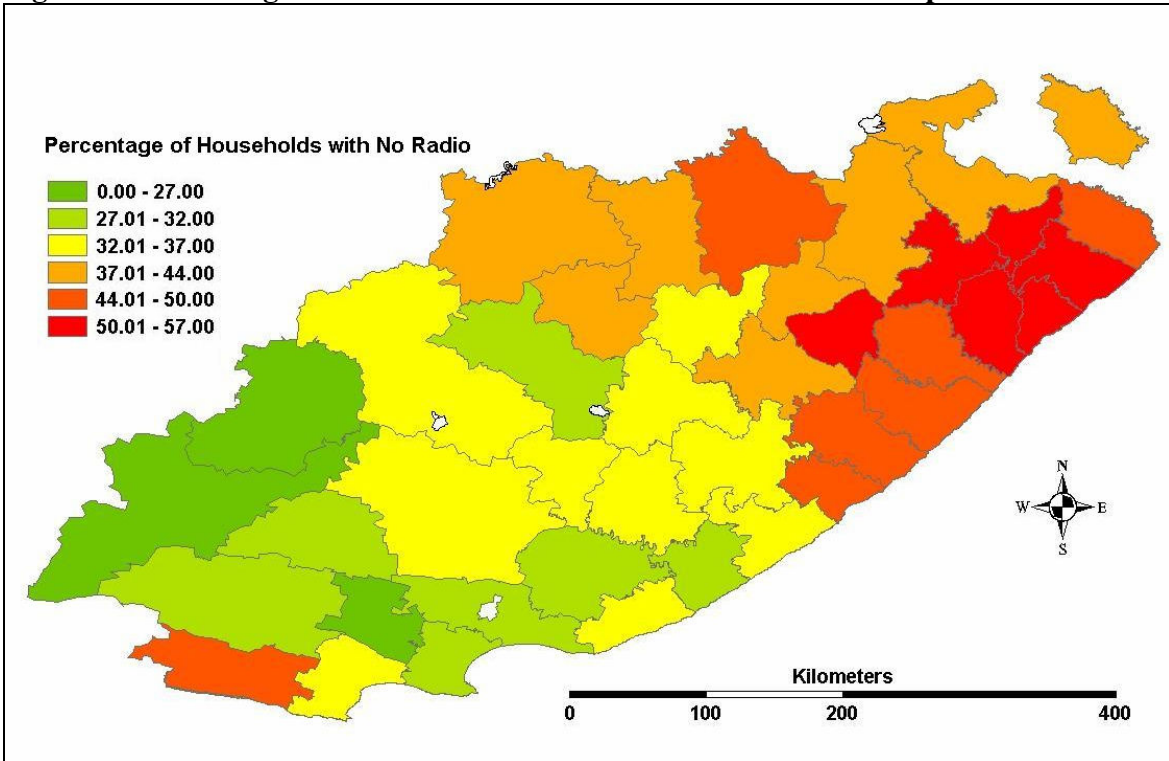 Percentage of Households with No Radio
0.00 - 27.00
27.01 - 32.00
32.01 - 37.00
37.01 - 44.00
44.01 - 50.00
50.01 - 57.00
N
W E
S
Kilometers
0 100 200 400